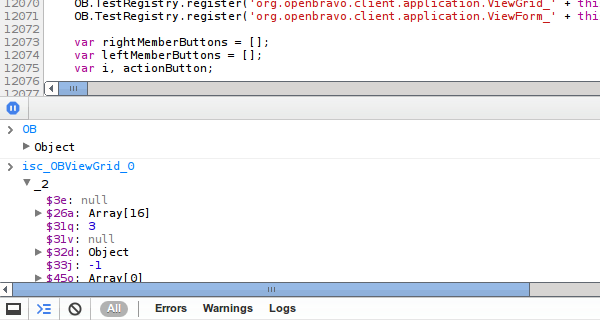 12070 OB.TestRegistry.register('org.openbravo.client.application.ViewGrid_' + thi
12071 OB.TestRegistry.register('org.openbravo.client.application.ViewForm_' + thi
12072
12073 var rightMemberButtons = [];
12074 var leftMemberButtons = [];
12075 var i, actionButton;
12076
12077
> OB
▶ Object
> isc_OBViewGrid_0
▼ _2
$3e: null
▶ $26a: Array[16]
$31q: 3
$31v: null
▶ $32d: Object
$33j: -1
▶ $45o: Array[0]
All Errors Warnings Logs